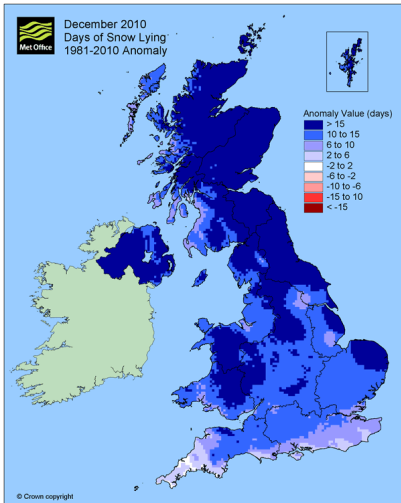 Met Office
December 2010
Days of Snow Lying
1981-2010 Anomaly
Anomaly Value (days)
> 15
10 to 15
6 to 10
2 to 6
-2 to 2
-6 to -2
-10 to -6
-15 to 10
< -15
© Crown copyright